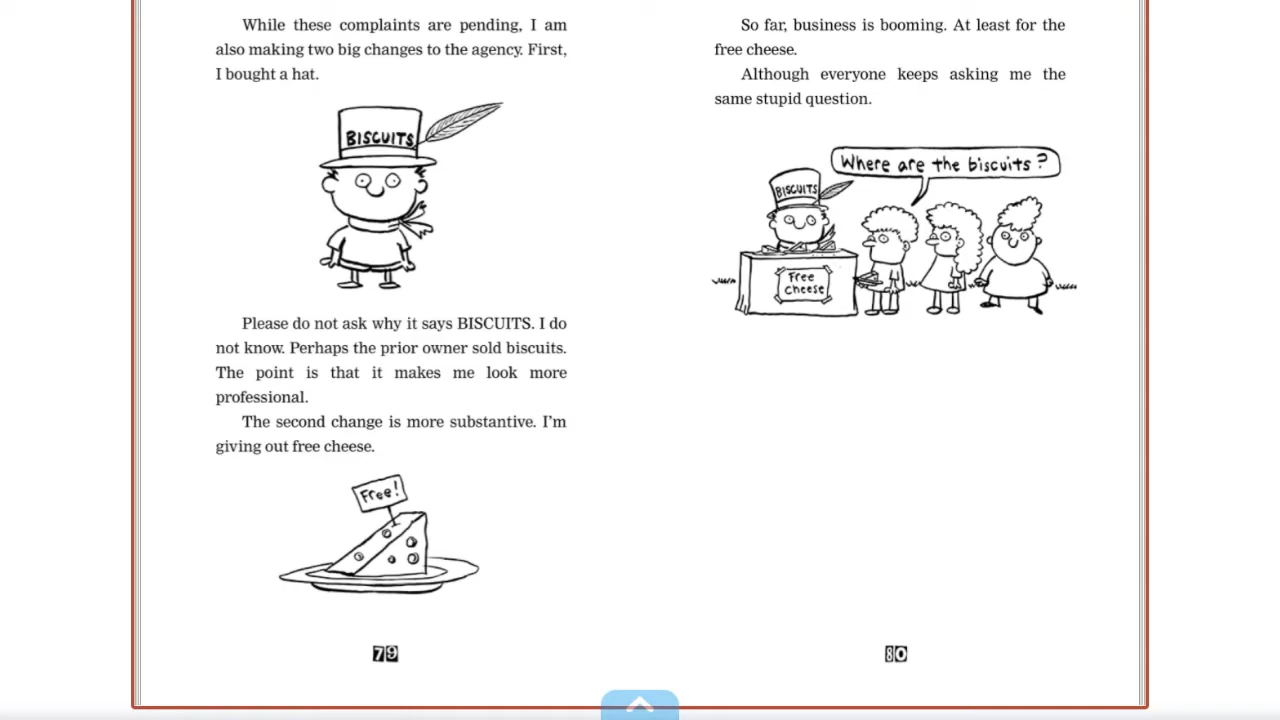 While these complaints are pending, I am
also making two big changes to the agency. First,
I bought a hat.
BISCUITS
Please do not ask why it says BISCUITS. I do
not know. Perhaps the prior owner sold biscuits.
The point is that it makes me look more
professional.
The second change is more substantive. I’m
giving out free cheese.
Free!
79
So far, business is booming. At least for the
free cheese.
Although everyone keeps asking me the
same stupid question.
Where are the biscuits?
BISCUITS
Free
Cheese
80